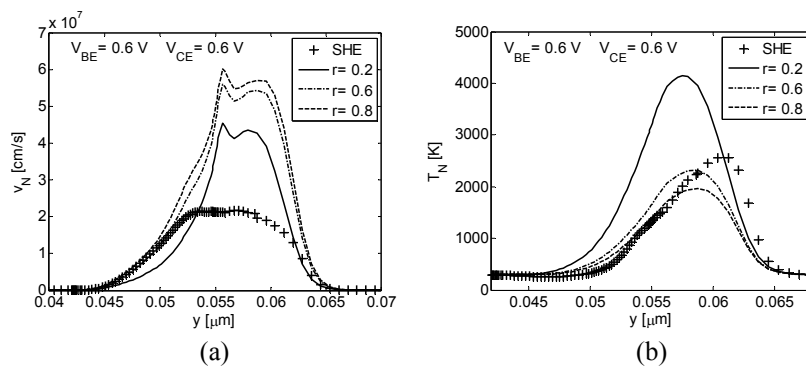 x 10^7
V_BE = 0.6 V V_CE = 0.6 V
SHE
r= 0.2
r= 0.6
r= 0.8
v_N [cm/s]
7
6
5
4
3
2
1
0
0.04 0.045 0.05 0.055 0.06 0.065 0.07
y [μm]
(a)
V_BE = 0.6 V V_CE = 0.6 V
SHE
r= 0.2
r= 0.6
r= 0.8
T_N [K]
5000
4000
3000
2000
1000
0
0.045 0.05 0.055 0.06 0.065
y [μm]
(b)